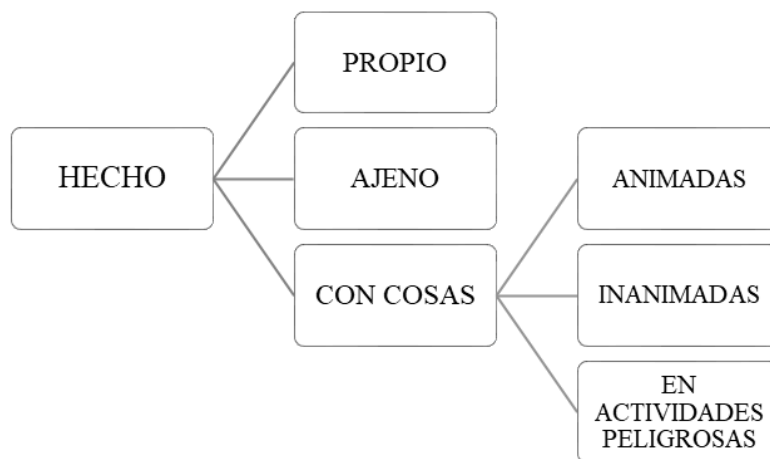 PROPIO
HECHO
AJENO
ANIMADAS
CON COSAS
INANIMADAS
EN
ACTIVIDADES
PELIGROSAS